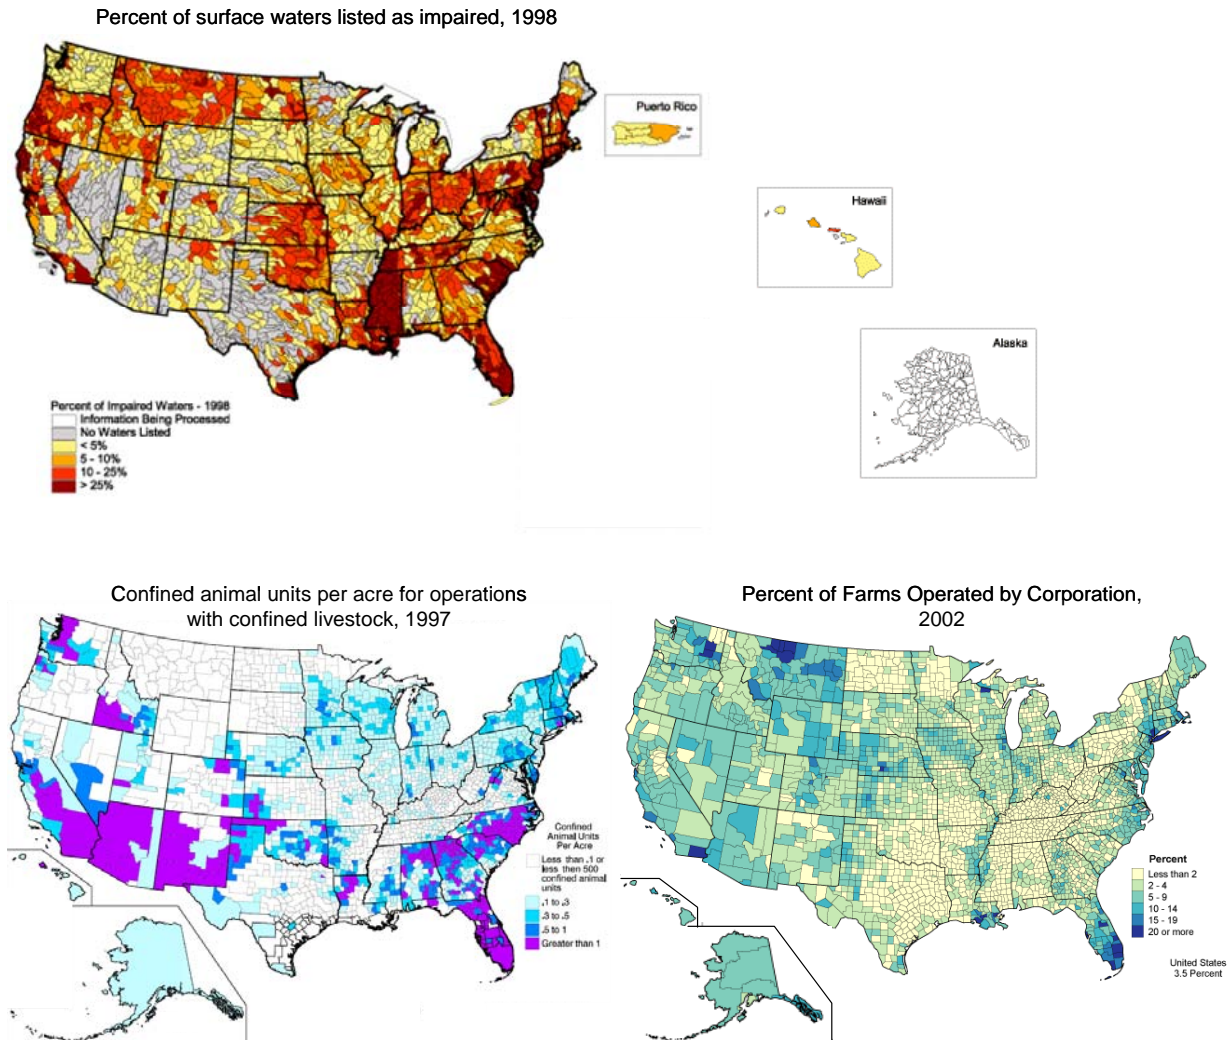 Percent of surface waters listed as impaired, 1998
Puerto Rico
Hawaii
Alaska
Percent of Impaired Waters - 1998
Information Being Processed
No Waters Listed
< 5%
5 - 10%
10 - 25%
> 25%
Confined animal units per acre for operations
with confined livestock, 1997
Confined
Animal Units
Per Acre
Less than .1 or
less then 500
confined animal
units
.1 to .3
.3 to .5
.5 to 1
Greater than 1
Percent of Farms Operated by Corporation,
2002
Percent
Less than 2
2 - 4
5 - 9
10 - 14
15 - 19
20 or more
United States
3.5 Percent